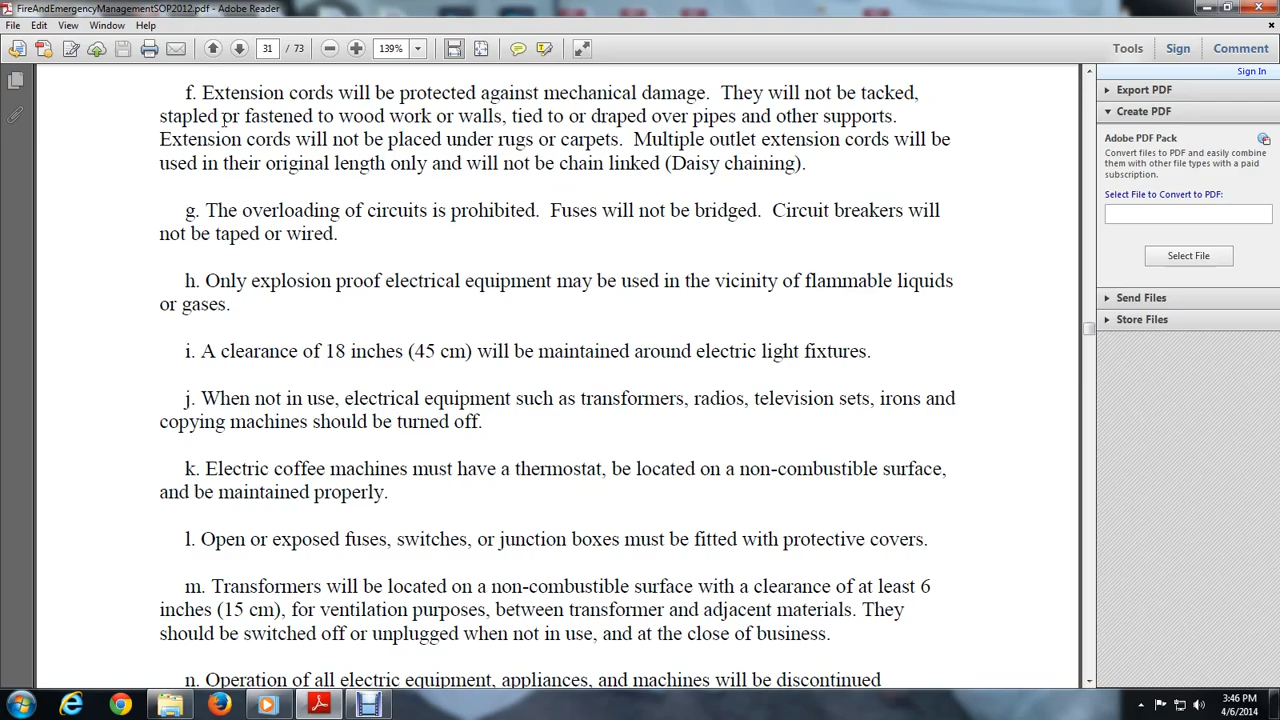 FireAndEmergencyManagementSOP2012.pdf - Adobe Reader
File Edit View Window Help
31 / 73 139% Tools Sign Comment
Sign In
Export PDF
Create PDF
Adobe PDF Pack
Convert files to PDF and easily combine
them with other file types with a paid
subscription.
Select File to Convert to PDF:
Select File
Send Files
Store Files
f. Extension cords will be protected against mechanical damage. They will not be tacked,
stapled or fastened to wood work or walls, tied to or draped over pipes and other supports.
Extension cords will not be placed under rugs or carpets. Multiple outlet extension cords will be
used in their original length only and will not be chain linked (Daisy chaining).
g. The overloading of circuits is prohibited. Fuses will not be bridged. Circuit breakers will
not be taped or wired.
h. Only explosion proof electrical equipment may be used in the vicinity of flammable liquids
or gases.
i. A clearance of 18 inches (45 cm) will be maintained around electric light fixtures.
j. When not in use, electrical equipment such as transformers, radios, television sets, irons and
copying machines should be turned off.
k. Electric coffee machines must have a thermostat, be located on a non-combustible surface,
and be maintained properly.
l. Open or exposed fuses, switches, or junction boxes must be fitted with protective covers.
m. Transformers will be located on a non-combustible surface with a clearance of at least 6
inches (15 cm), for ventilation purposes, between transformer and adjacent materials. They
should be switched off or unplugged when not in use, and at the close of business.
n. Operation of all electric equipment, appliances, and machines will be discontinued
3:46 PM
4/6/2014